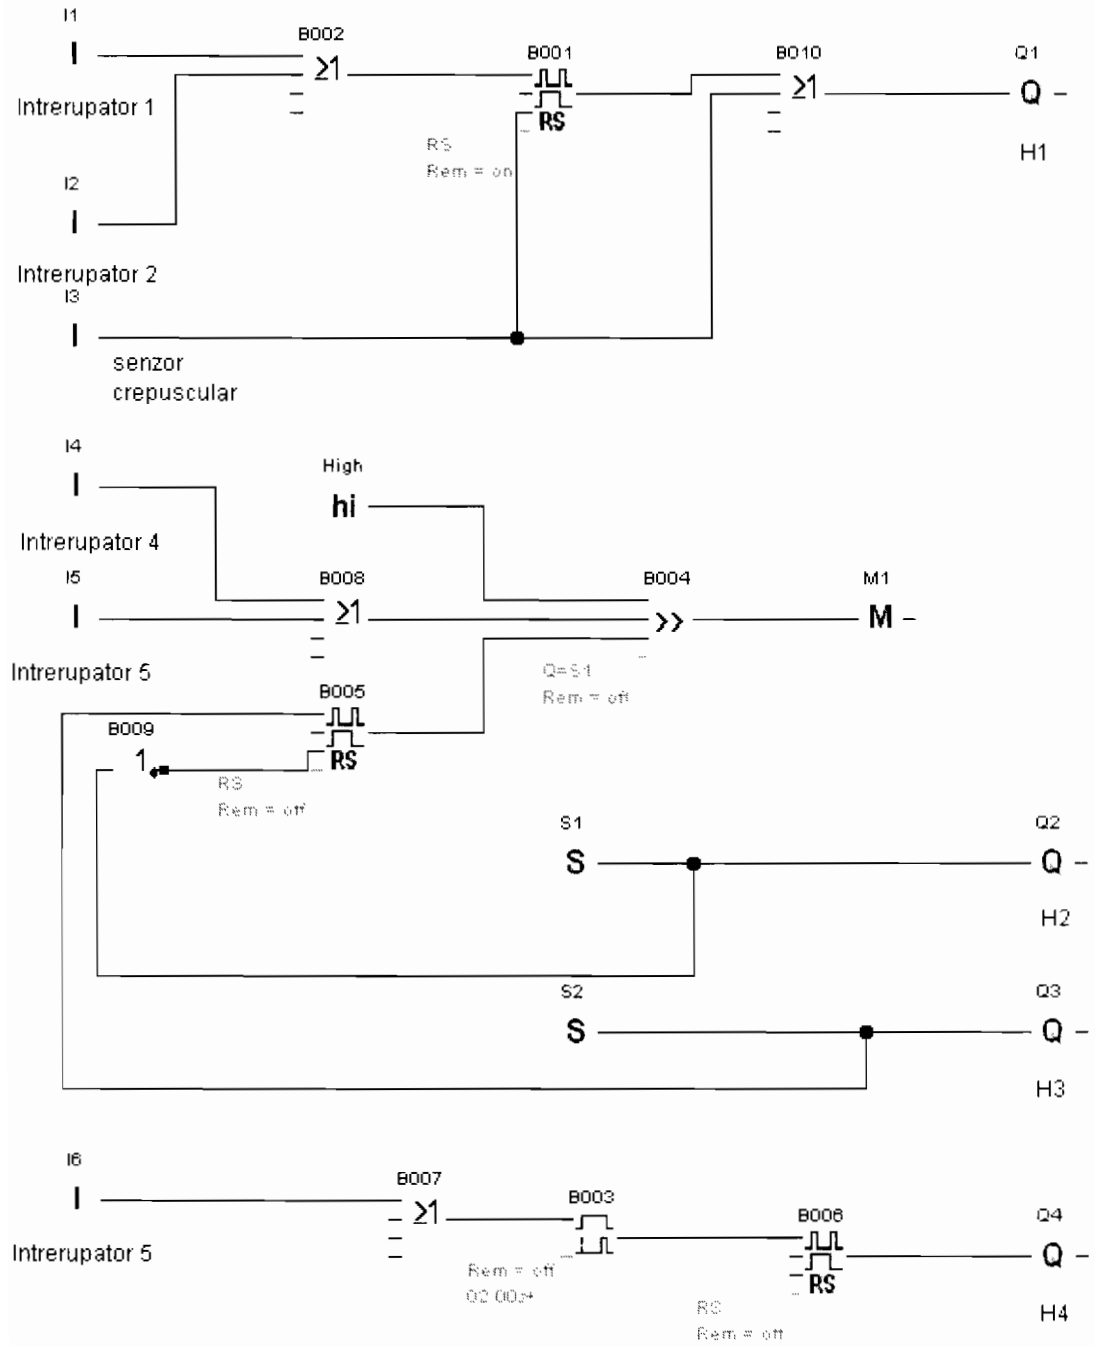 I1
I
Intrerupator 1
B002
≥1
B001
RS
RS
Rem = on
B010
≥1
Q1
Q
H1
I2
I
Intrerupator 2
I3
I
senzor
crepuscular
I4
I
Intrerupator 4
High
hi
I5
I
Intrerupator 5
B008
≥1
B004
>>
Q=S4
Rem = off
M1
M
B005
RS
B009
1
RS
Rem = off
S1
S
Q2
Q
H2
S2
S
Q3
Q
H3
I6
I
Intrerupator 5
B007
≥1
B003
Rem = off
B006
RS
RS
Rem = off
Q4
Q
H4